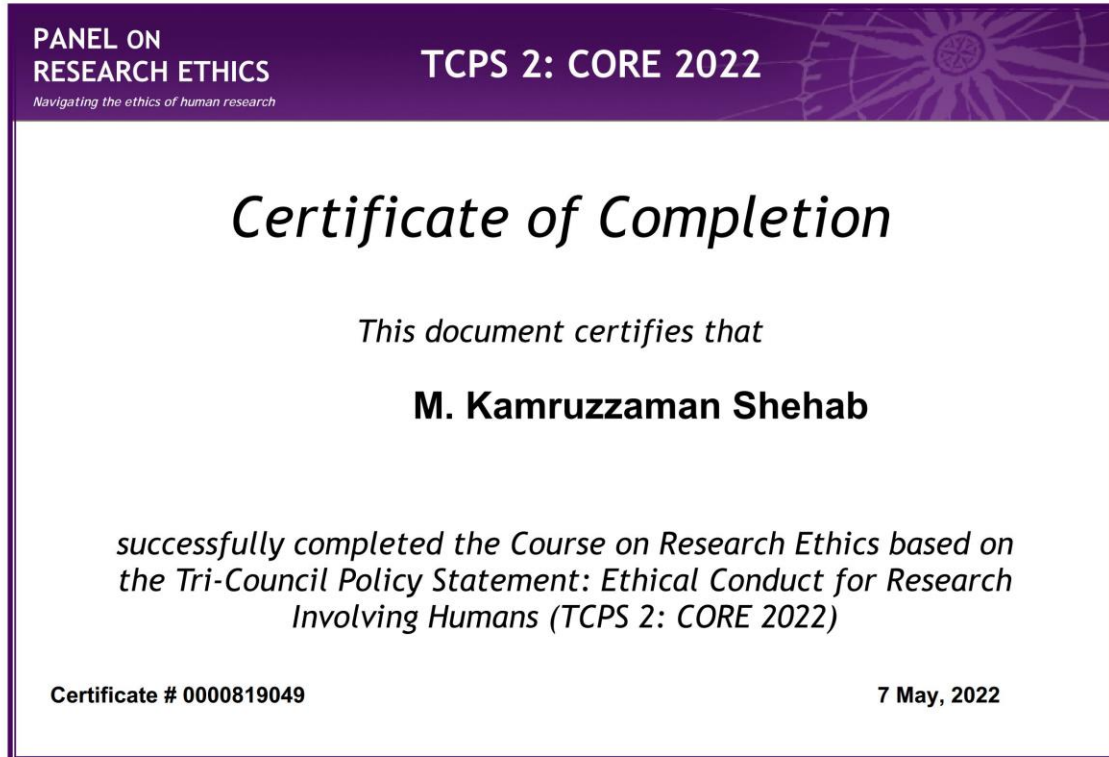 PANEL ON
RESEARCH ETHICS
Navigating the ethics of human research
TCPS 2: CORE 2022
Certificate of Completion
This document certifies that
M. Kamruzzaman Shehab
successfully completed the Course on Research Ethics based on
the Tri-Council Policy Statement: Ethical Conduct for Research
Involving Humans (TCPS 2: CORE 2022)
Certificate # 0000819049
7 May, 2022